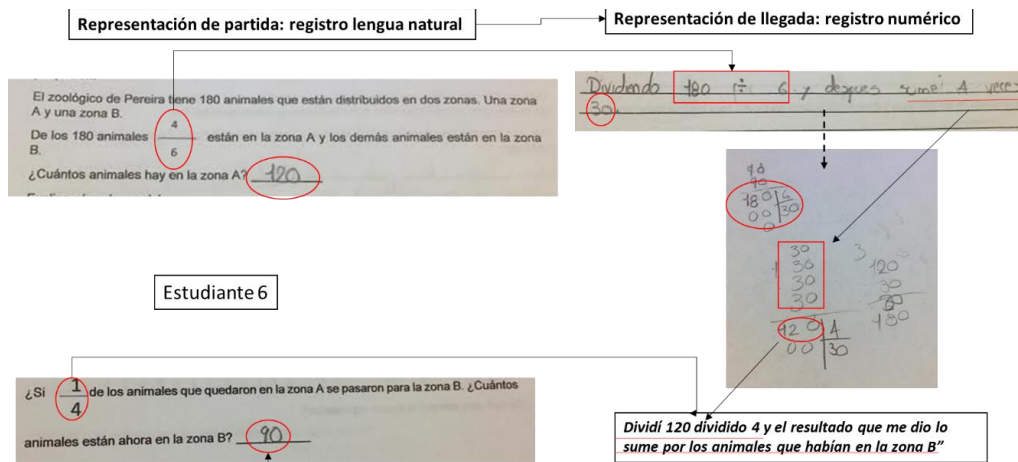 Representación de partida: registro lengua natural
Representación de llegada: registro numérico
El zoológico de Pereira tiene 180 animales que están distribuidos en dos zonas. Una zona
A y una zona B.
De los 180 animales 4/6 están en la zona A y los demás animales están en la zona
B.
¿Cuántos animales hay en la zona A? 120
Dividiendo 180 ÷ 6 y despues sume 4 veces
30.
180 6
00 30
0
30
30
30
30
120 4
00 30
120
30
30
180
Estudiante 6
¿Si 1/4 de los animales que quedaron en la zona A se pasaron para la zona B. ¿Cuántos
animales están ahora en la zona B? 90
Dividí 120 dividido 4 y el resultado que me dio lo
sume por los animales que habían en la zona B”